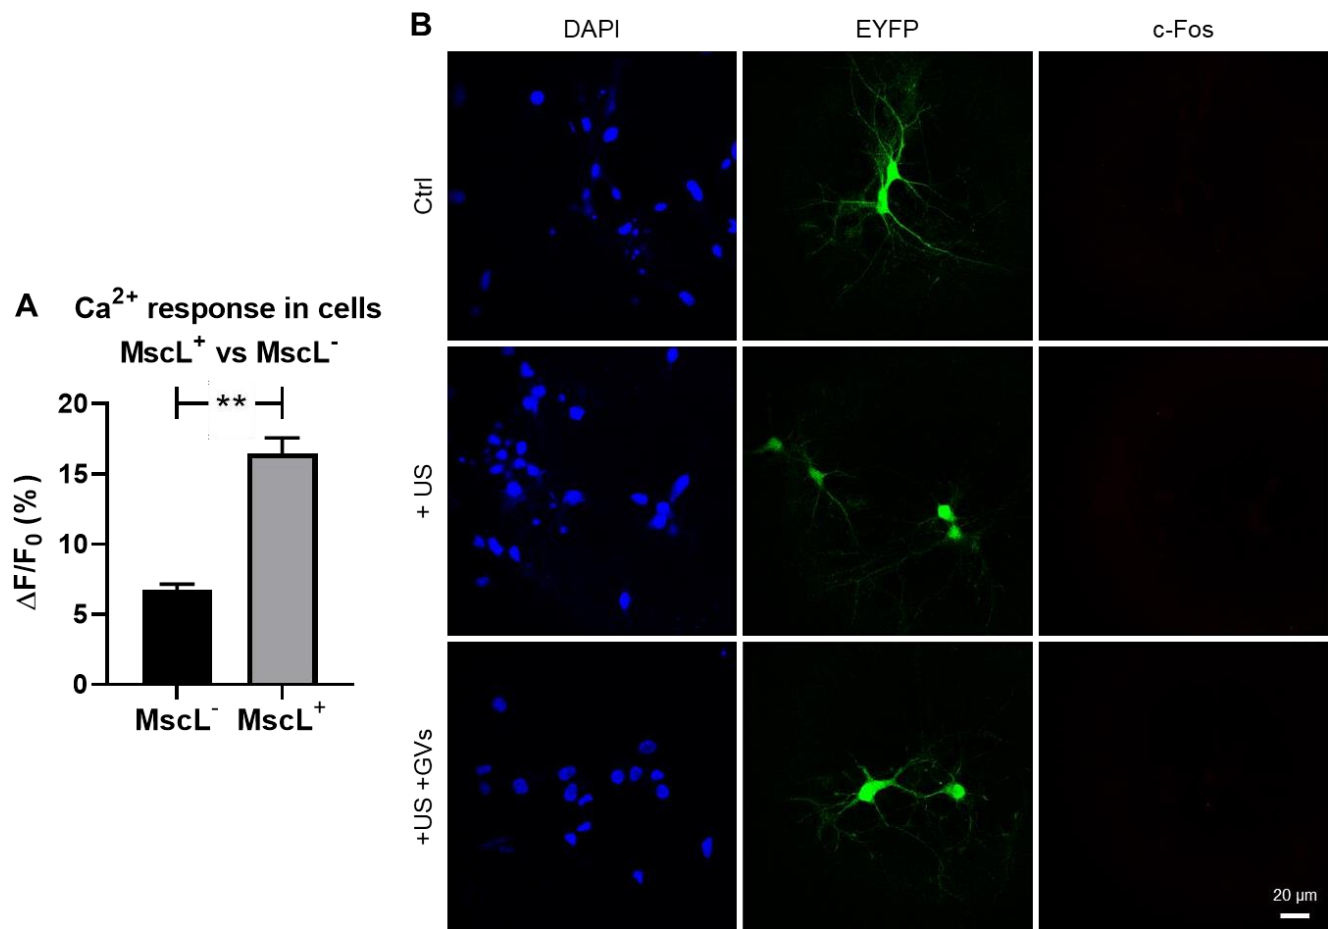 A Ca²⁺ response in cells
MscL⁺ vs MscL⁻
**
20
15
10
5
0
ΔF/F₀ (%)
MscL⁻ MscL⁺
B
DAPI EYFP c-Fos
Ctrl
+ US
+US +GVs
20 µm